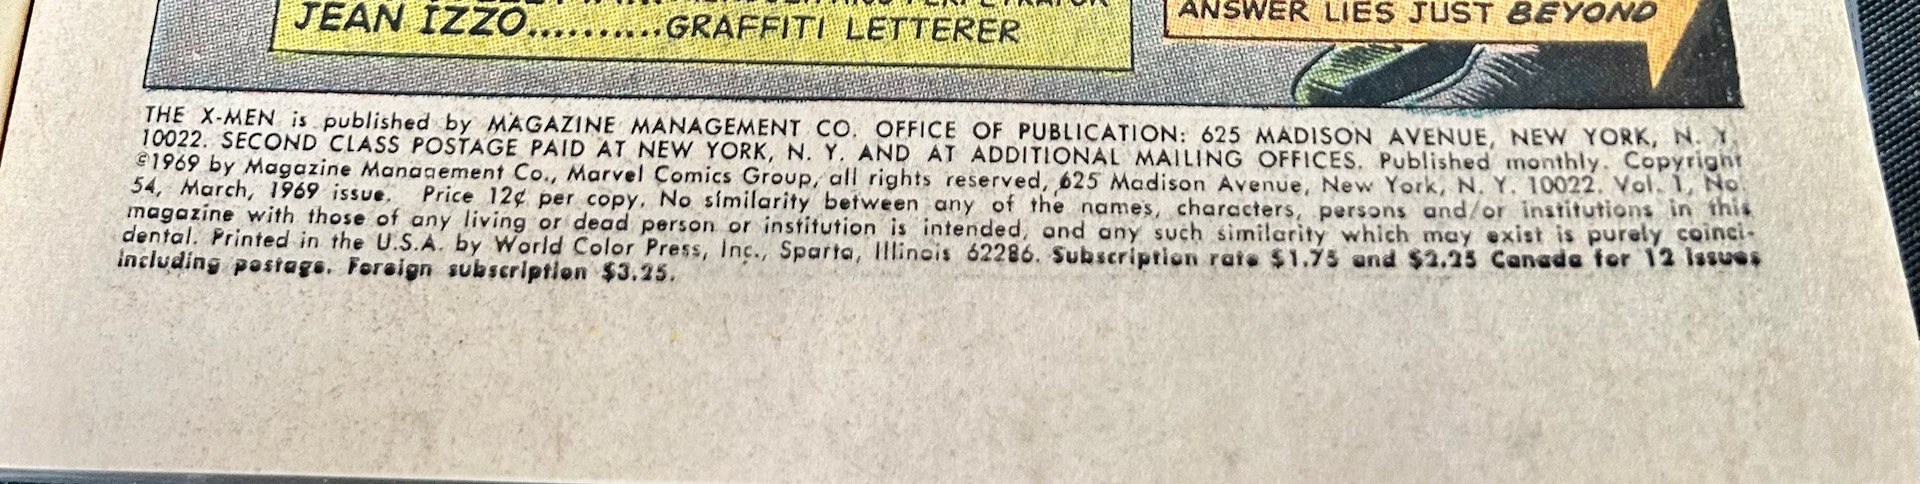 JEAN IZZO..........GRAFFITI LETTERER
ANSWER LIES JUST BEYOND
THE X-MEN is published by MAGAZINE MANAGEMENT CO. OFFICE OF PUBLICATION: 625 MADISON AVENUE, NEW YORK, N. Y.
10022. SECOND CLASS POSTAGE PAID AT NEW YORK, N. Y. AND AT ADDITIONAL MAILING OFFICES. Published monthly. Copyright
©1969 by Magazine Management Co., Marvel Comics Group, all rights reserved, 625 Madison Avenue, New York, N. Y. 10022. Vol. 1, No.
54, March, 1969 issue. Price 12¢ per copy. No similarity between any of the names, characters, persons and/or institutions in this
magazine with those of any living or dead person or institution is intended, and any such similarity which may exist is purely coinci-
dental. Printed in the U.S.A. by World Color Press, Inc., Sparta, Illinois 62286. Subscription rate $1.75 and $2.25 Canada for 12 issues
including postage. Foreign subscription $3.25.